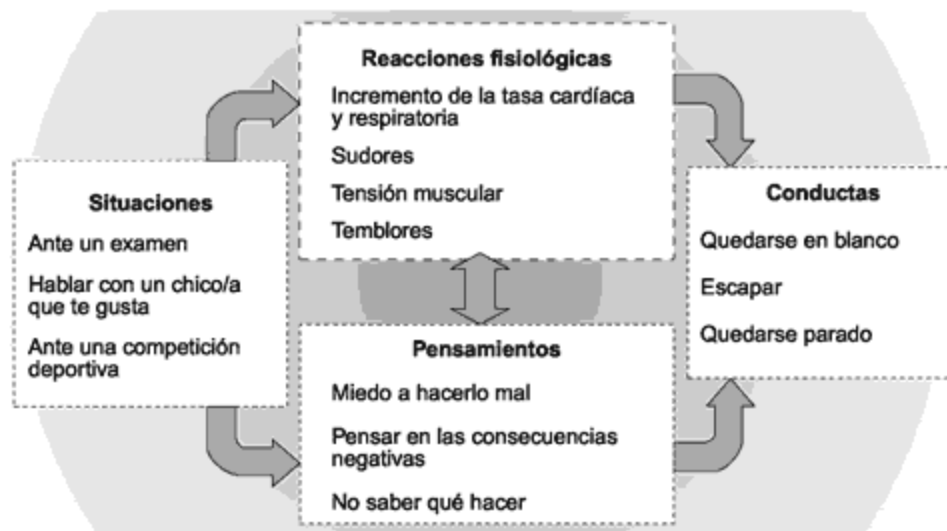 Reacciones fisiológicas
Incremento de la tasa cardíaca
y respiratoria
Sudores
Tensión muscular
Temblores
Situaciones
Ante un examen
Hablar con un chico/a
que te gusta
Ante una competición
deportiva
Conductas
Quedarse en blanco
Escapar
Quedarse parado
Pensamientos
Miedo a hacerlo mal
Pensar en las consecuencias
negativas
No saber qué hacer